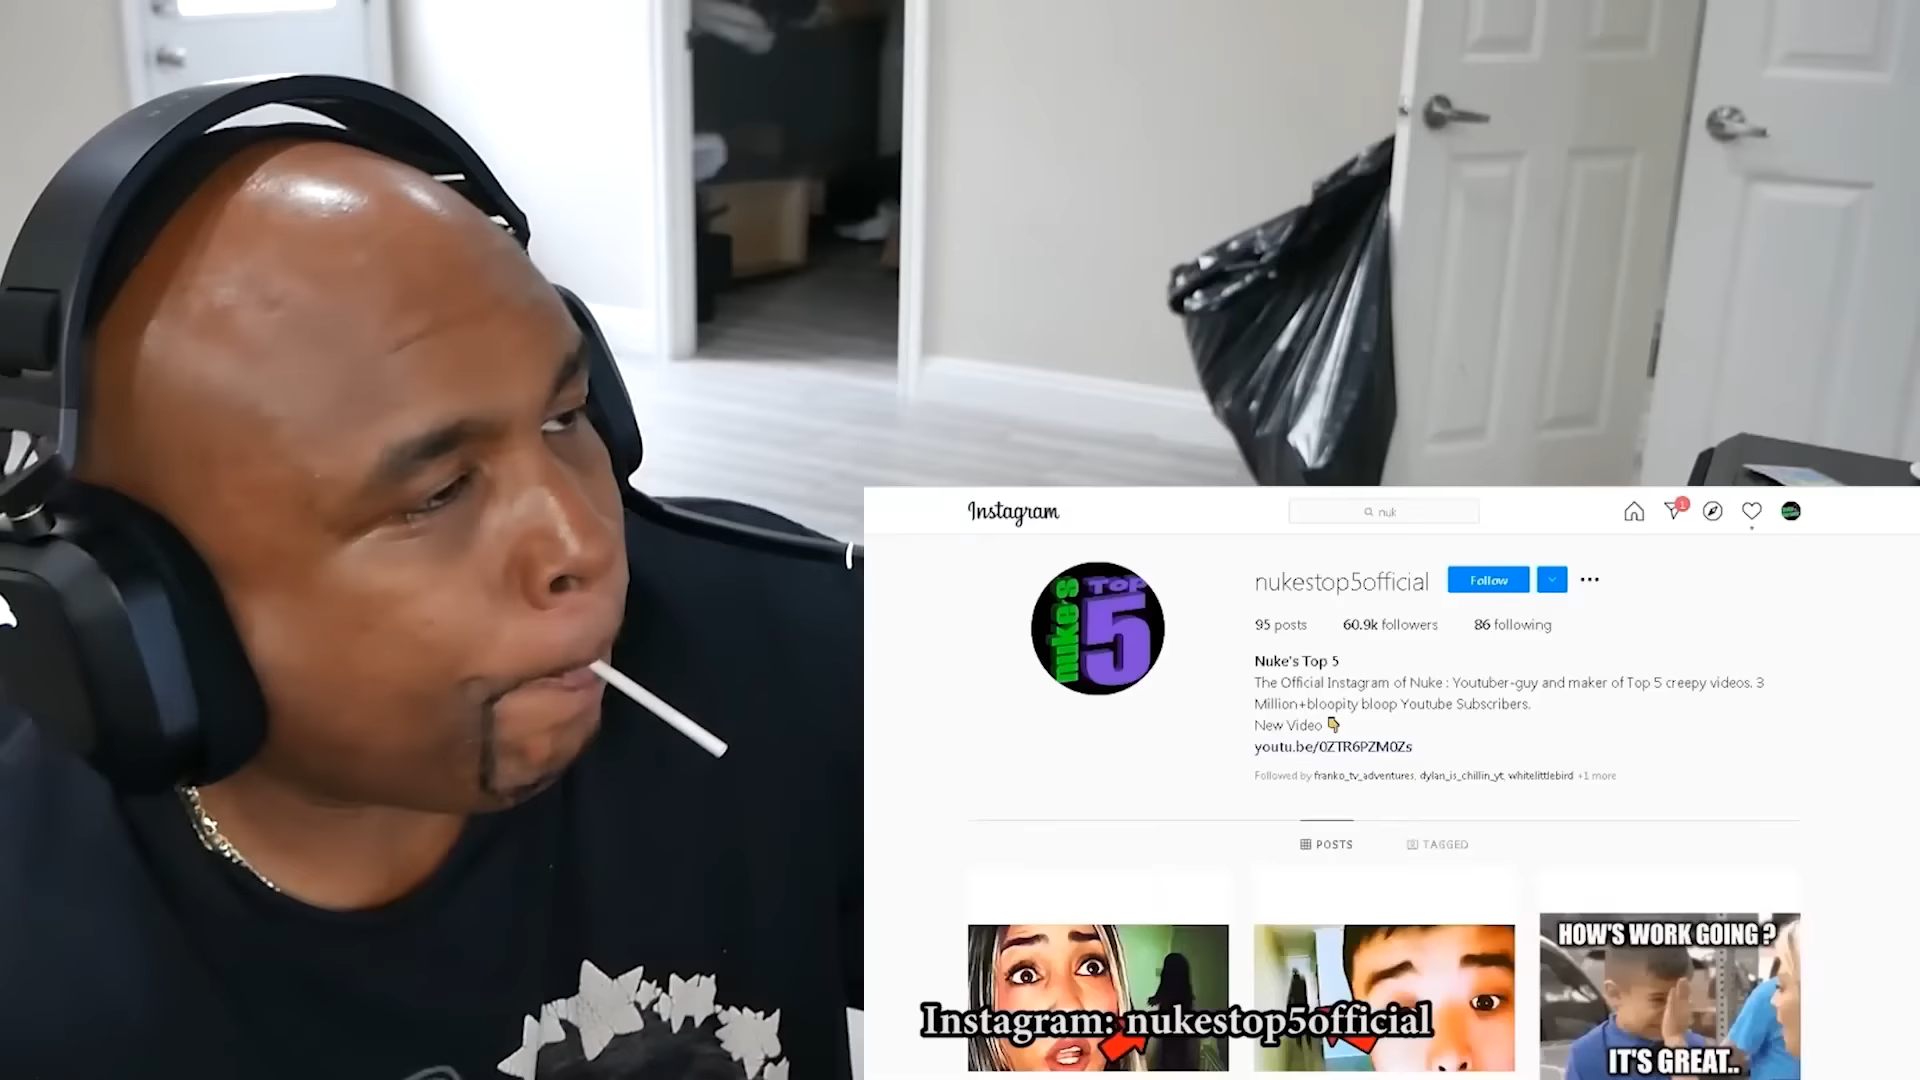 Instagram
nuk
1
nuke's TOP 5
nukestop5official
Follow
95 posts 60.9k followers 86 following
Nuke's Top 5
The Official Instagram of Nuke : Youtuber-guy and maker of Top 5 creepy videos. 3
Million+bloopity bloop Youtube Subscribers.
New Video 👇
youtu.be/0ZTR6PZM0Zs
Followed by franko_tv_adventures, dylan_is_chillin_yt, whitelittlebird +1 more
POSTS TAGGED
HOW'S WORK GOING ?
Instagram: nukestop5official
IT'S GREAT..